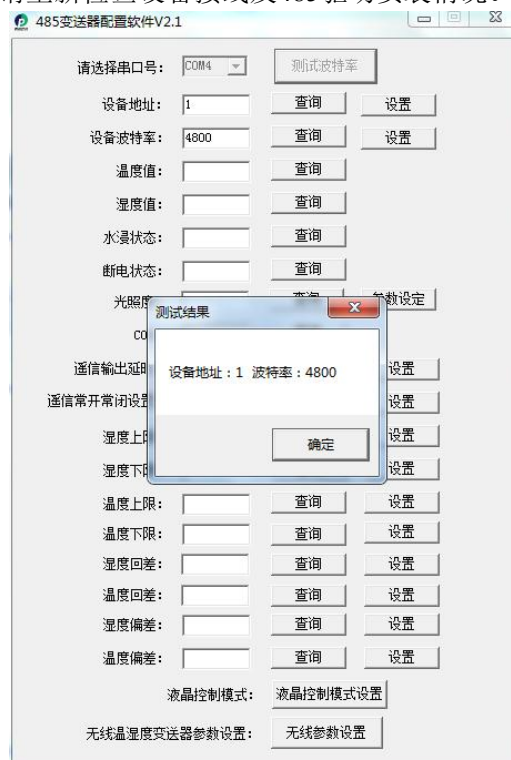 485变送器配置软件V2.1
请选择串口号： COM4 测试波特率
设备地址： 1 查询 设置
设备波特率： 4800 查询 设置
温度值： 查询
湿度值： 查询
水浸状态： 查询
断电状态： 查询
光照度 查询 参数设定
CO
遥信输出延时 设置
遥信常开常闭设置 设置
湿度上限 设置
湿度下限 设置
测试结果
设备地址：1 波特率：4800
确定
温度上限： 查询 设置
温度下限： 查询 设置
湿度回差： 查询 设置
温度回差： 查询 设置
湿度偏差： 查询 设置
温度偏差： 查询 设置
液晶控制模式： 液晶控制模式设置
无线温湿度变送器参数设置： 无线参数设置